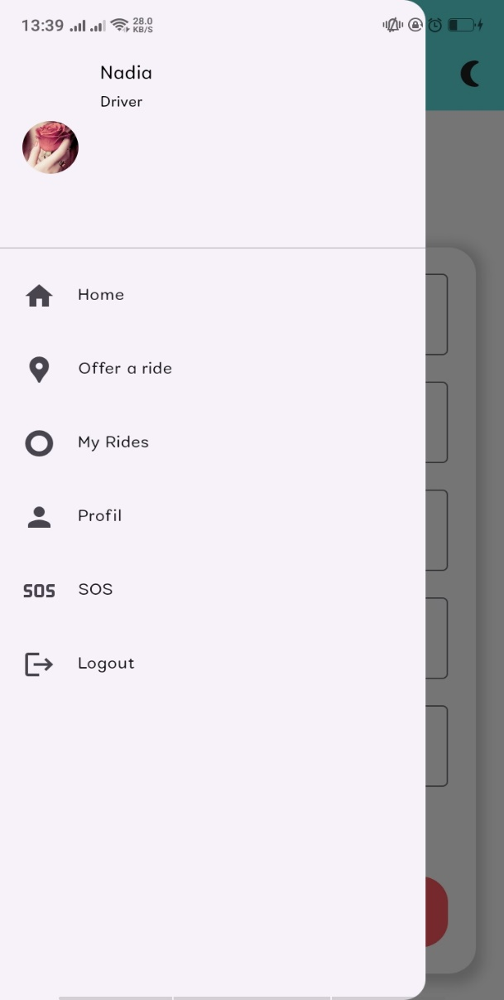 13:39 28.0
KB/S
Nadia
Driver
Home
Offer a ride
My Rides
Profil
SOS SOS
Logout